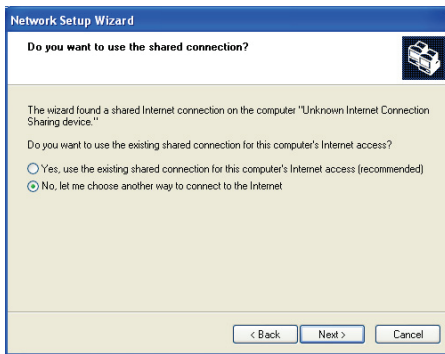 Network Setup Wizard
Do you want to use the shared connection?
The wizard found a shared Internet connection on the computer "Unknown Internet Connection
Sharing device."
Do you want to use the existing shared connection for this computer's Internet access?
Yes, use the existing shared connection for this computer's Internet access (recommended)
No, let me choose another way to connect to the Internet
< Back Next > Cancel